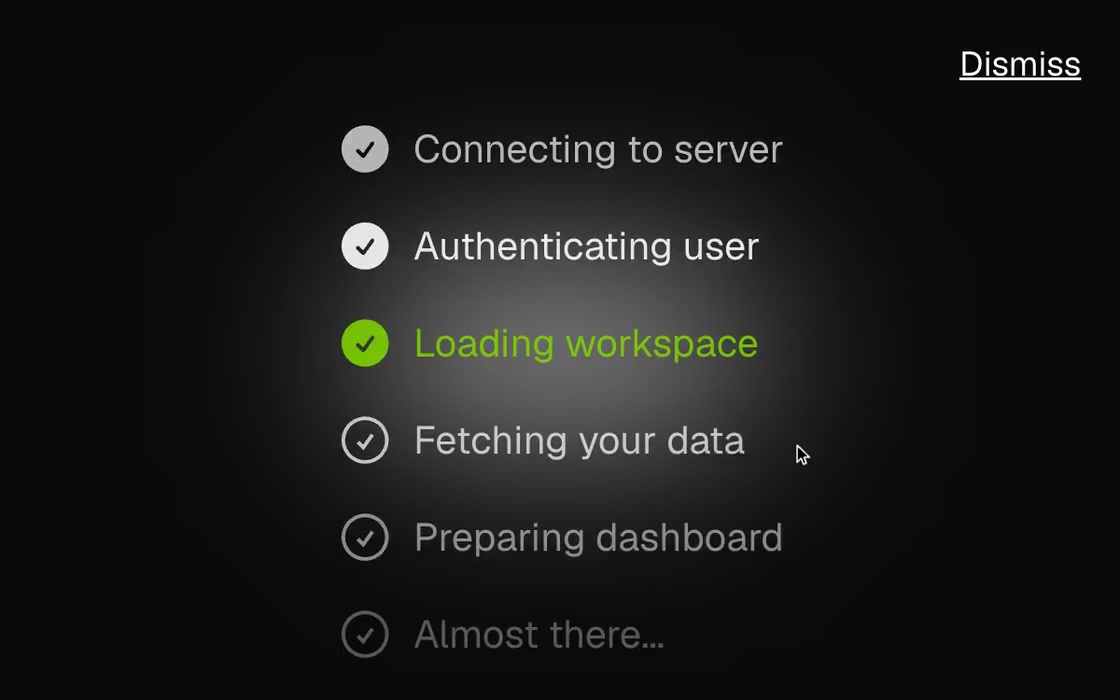 Dismiss
Connecting to server
Authenticating user
Loading workspace
Fetching your data
Preparing dashboard
Almost there...